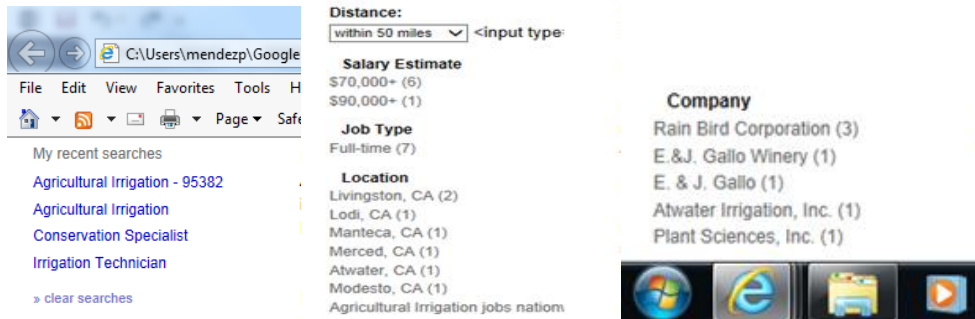 C:\Users\mendezp\Google
File Edit View Favorites Tools H
Page Safe
My recent searches
Agricultural Irrigation - 95382
Agricultural Irrigation
Conservation Specialist
Irrigation Technician
» clear searches
Distance:
within 50 miles <input type
Salary Estimate
$70,000+ (6)
$90,000+ (1)
Job Type
Full-time (7)
Location
Livingston, CA (2)
Lodi, CA (1)
Manteca, CA (1)
Merced, CA (1)
Atwater, CA (1)
Modesto, CA (1)
Agricultural Irrigation jobs nation
Company
Rain Bird Corporation (3)
E.&J. Gallo Winery (1)
E. & J. Gallo (1)
Atwater Irrigation, Inc. (1)
Plant Sciences, Inc. (1)